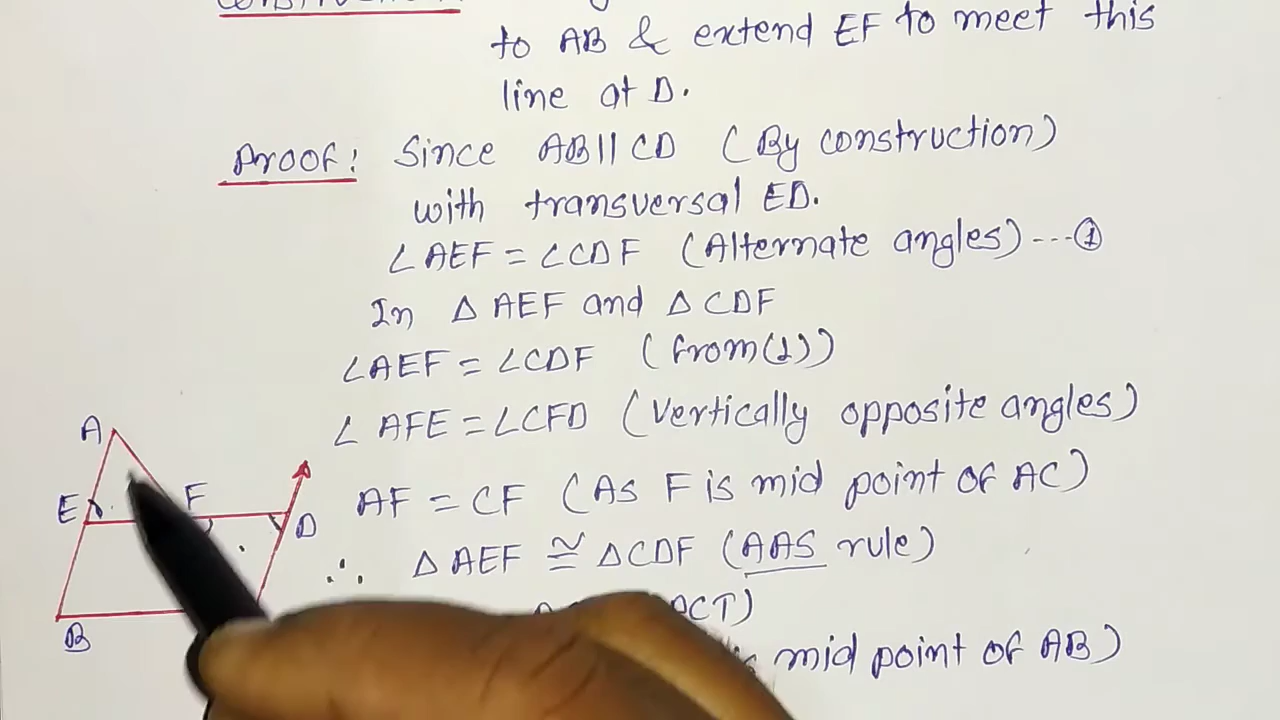 to AB & extend EF to meet this
line at D.
Proof: Since AB || CD (By construction)
with transversal ED.
∠AEF = ∠CDF (Alternate angles) ---①
In △ AEF and △ CDF
∠AEF = ∠CDF (from(1))
∠ AFE = ∠CFD (Vertically opposite angles)
AF = CF (As F is mid point of AC)
∴ △ AEF ≅ △CDF (AAS rule)
mid point of AB)
A
E
F
D
B